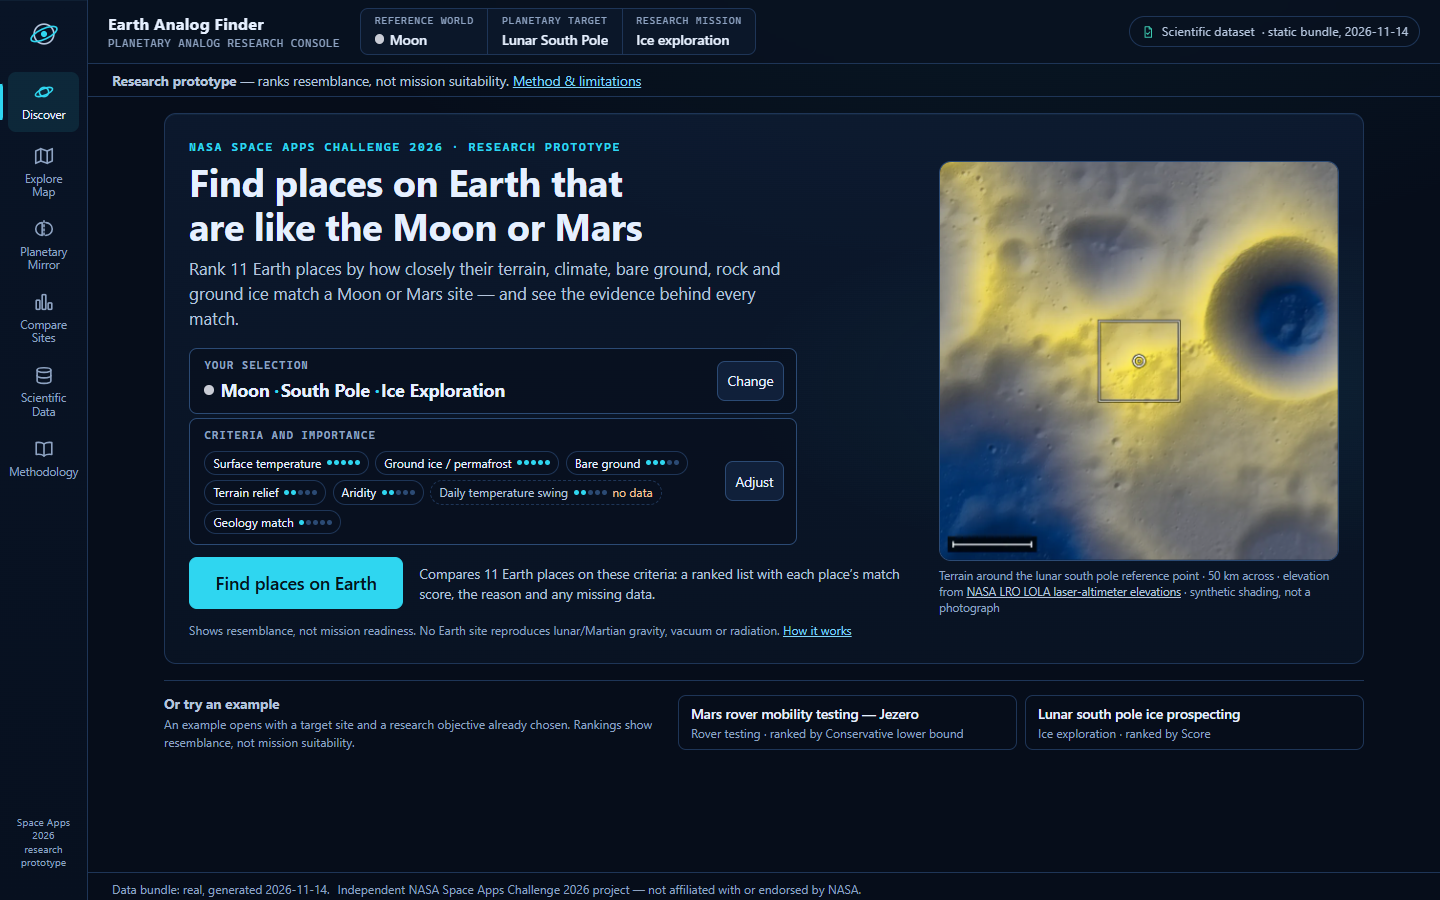 Earth Analog Finder
PLANETARY ANALOG RESEARCH CONSOLE
REFERENCE WORLD
Moon
PLANETARY TARGET
Lunar South Pole
RESEARCH MISSION
Ice exploration
Scientific dataset · static bundle, 2026-11-14
Discover
Explore
Map
Planetary
Mirror
Compare
Sites
Scientific
Data
Methodology
Space Apps
2026
research
prototype
Research prototype — ranks resemblance, not mission suitability. Method & limitations
NASA SPACE APPS CHALLENGE 2026 · RESEARCH PROTOTYPE
Find places on Earth that
are like the Moon or Mars
Rank 11 Earth places by how closely their terrain, climate, bare ground, rock and
ground ice match a Moon or Mars site — and see the evidence behind every
match.
YOUR SELECTION
Moon · South Pole · Ice Exploration
Change
CRITERIA AND IMPORTANCE
Surface temperature
Ground ice / permafrost
Bare ground
Terrain relief
Aridity
Daily temperature swing no data
Geology match
Adjust
Find places on Earth
Compares 11 Earth places on these criteria: a ranked list with each place's match
score, the reason and any missing data.
Shows resemblance, not mission readiness. No Earth site reproduces lunar/Martian gravity, vacuum or radiation. How it works
Terrain around the lunar south pole reference point · 50 km across · elevation
from NASA LRO LOLA laser-altimeter elevations · synthetic shading, not a
photograph
Or try an example
An example opens with a target site and a research objective already chosen. Rankings show
resemblance, not mission suitability.
Mars rover mobility testing — Jezero
Rover testing · ranked by Conservative lower bound
Lunar south pole ice prospecting
Ice exploration · ranked by Score
Data bundle: real, generated 2026-11-14. Independent NASA Space Apps Challenge 2026 project — not affiliated with or endorsed by NASA.